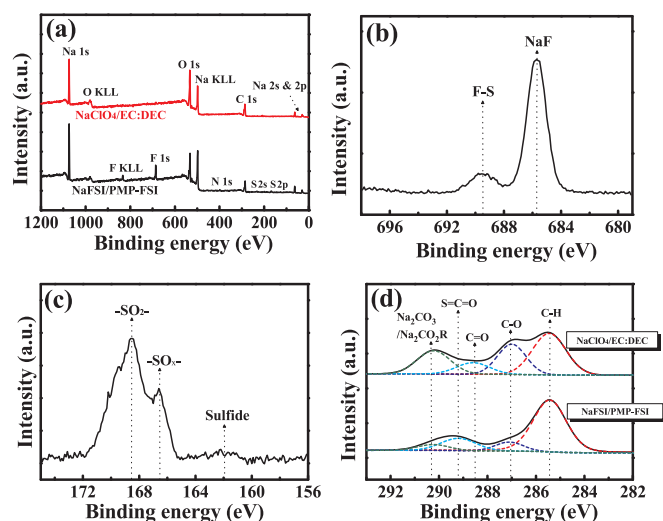 (a)
Na 1s
O KLL
O 1s
Na KLL
C 1s
Na 2s & 2p
NaClO4/EC:DEC
F KLL
F 1s
N 1s
S2s S2p
NaFSI/PMP-FSI
Intensity (a.u.)
1200 1000 800 600 400 200 0
Binding energy (eV)
(b)
NaF
F-S
Intensity (a.u.)
696 692 688 684 680
Binding energy (eV)
(c)
-SO₂-
-SOₓ-
Sulfide
Intensity (a.u.)
172 168 164 160 156
Binding energy (eV)
(d)
S=C=O
Na₂CO₃
/Na₂CO₂R
C=O
C-O
C-H
NaClO4/EC:DEC
NaFSI/PMP-FSI
Intensity (a.u.)
292 290 288 286 284 282
Binding energy (eV)